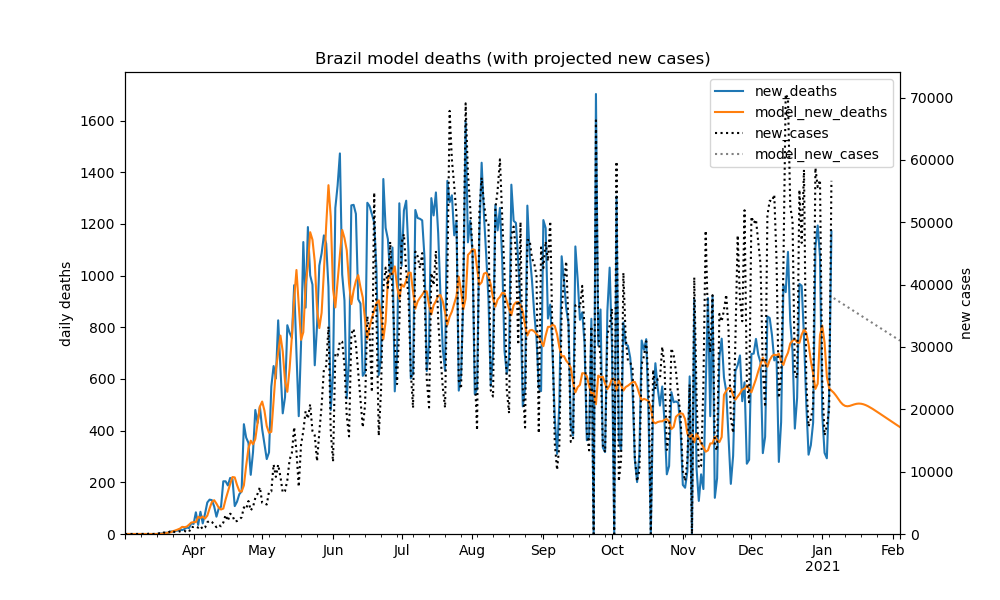 Brazil model deaths (with projected new cases)
new_deaths
model_new_deaths
new_cases
model_new_cases
daily deaths
new cases
1600
1400
1200
1000
800
600
400
200
0
70000
60000
50000
40000
30000
20000
10000
0
Apr May Jun Jul Aug Sep Oct Nov Dec Jan Feb
2021